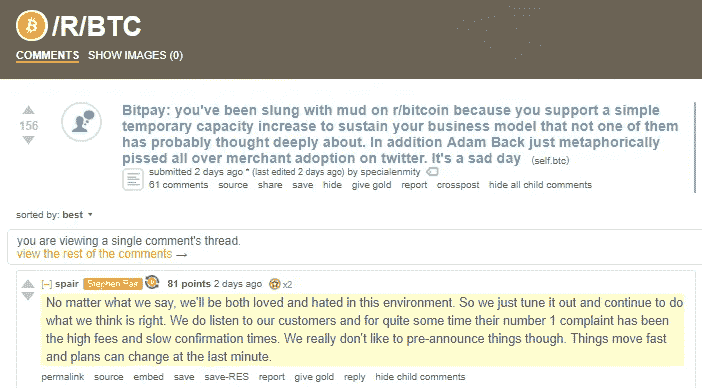 /R/BTC
COMMENTS SHOW IMAGES (0)
156
Bitpay: you've been slung with mud on r/bitcoin because you support a simple
temporary capacity increase to sustain your business model that not one of them
has probably thought deeply about. In addition Adam Back just metaphorically
pissed all over merchant adoption on twitter. It's a sad day (self.btc)
submitted 2 days ago * (last edited 2 days ago) by specialenmity
61 comments source share save hide give gold report crosspost hide all child comments
sorted by: best
you are viewing a single comment's thread.
view the rest of the comments →
[–] spair 81 points 2 days ago x2
No matter what we say, we'll be both loved and hated in this environment. So we just tune it out and continue to do
what we think is right. We do listen to our customers and for quite some time their number 1 complaint has been
the high fees and slow confirmation times. We really don't like to pre-announce things though. Things move fast
and plans can change at the last minute.
permalink source embed save save-RES report give gold reply hide child comments